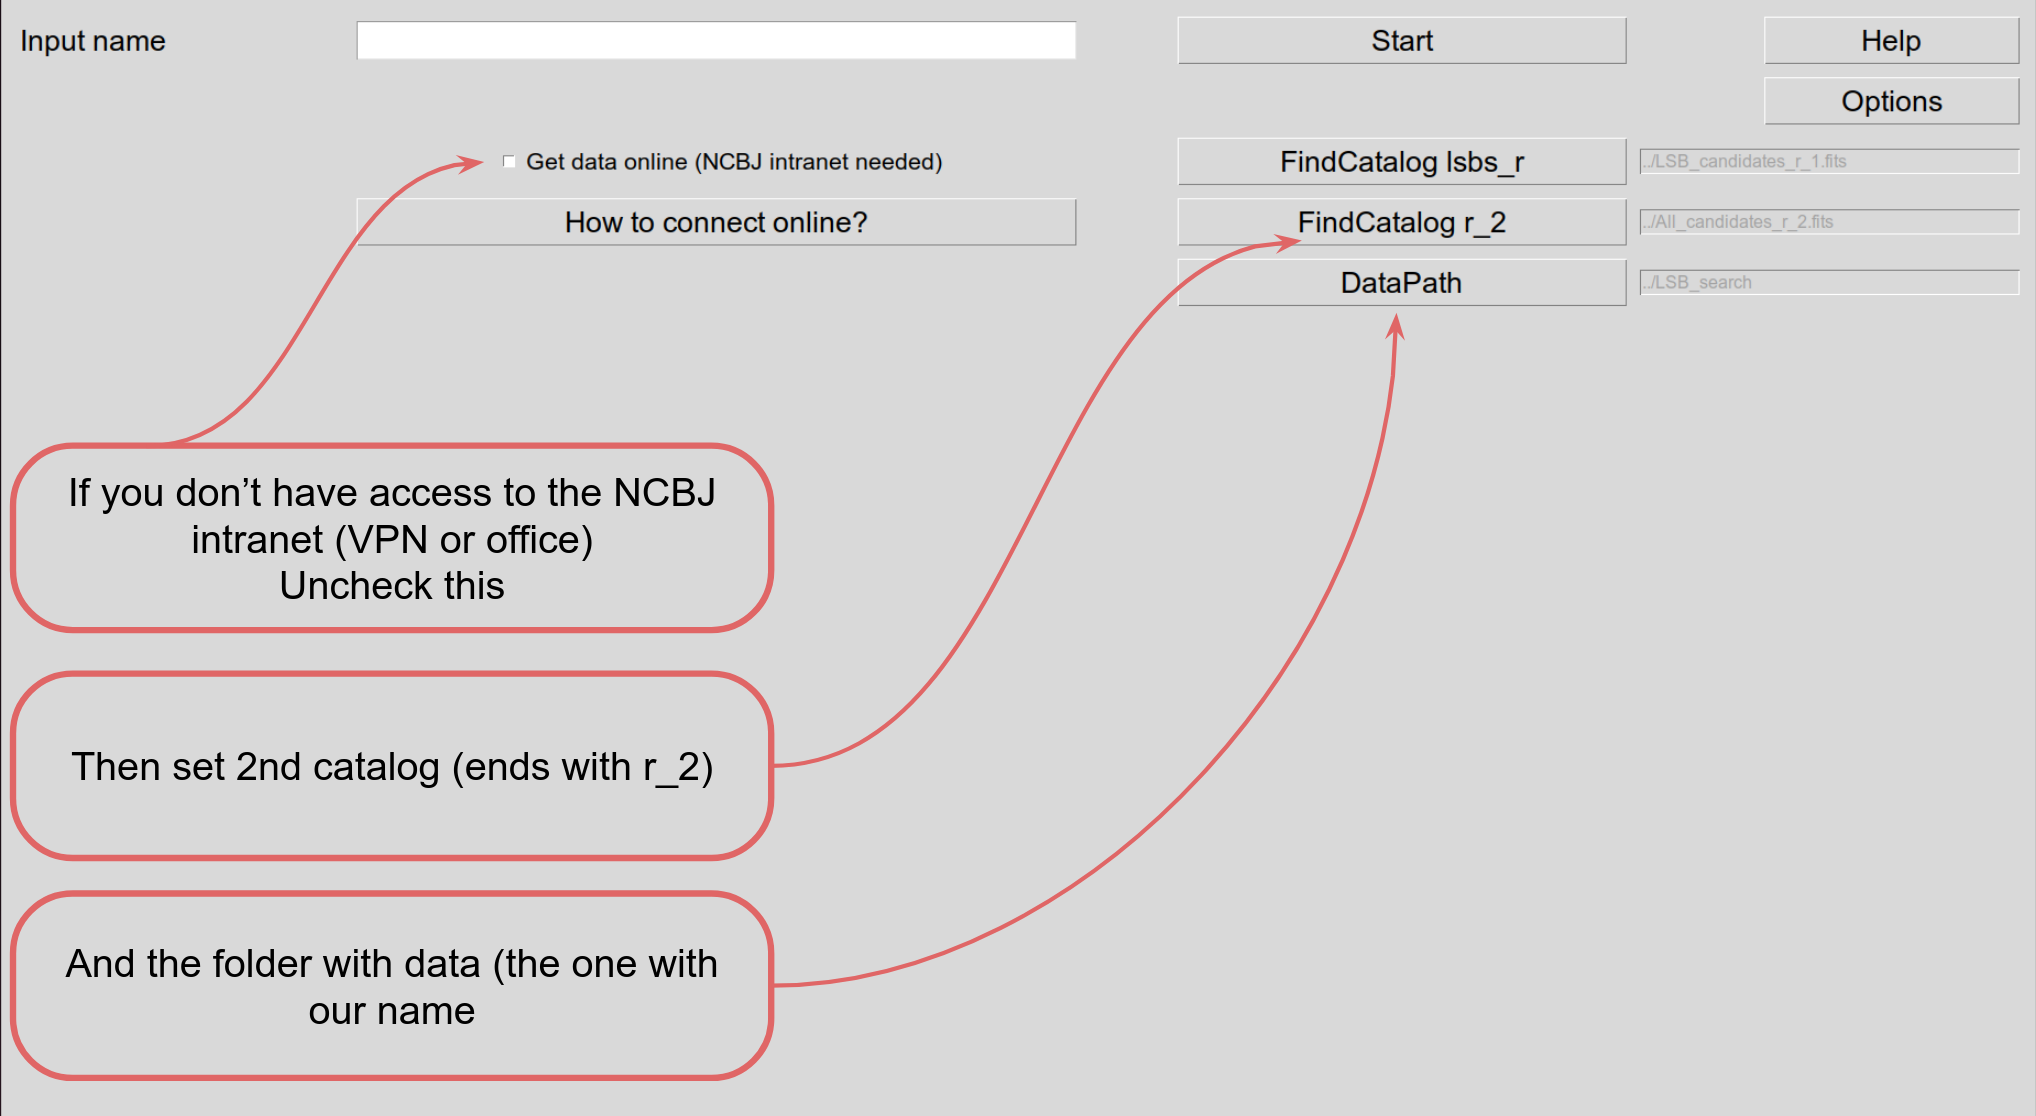 Input name
Start
Help
Options
Get data online (NCBJ intranet needed)
FindCatalog lsbs_r
../LSB_candidates_r_1.fits
How to connect online?
FindCatalog r_2
../All_candidates_r_2.fits
DataPath
../LSB_search
If you don’t have access to the NCBJ
intranet (VPN or office)
Uncheck this
Then set 2nd catalog (ends with r_2)
And the folder with data (the one with
our name